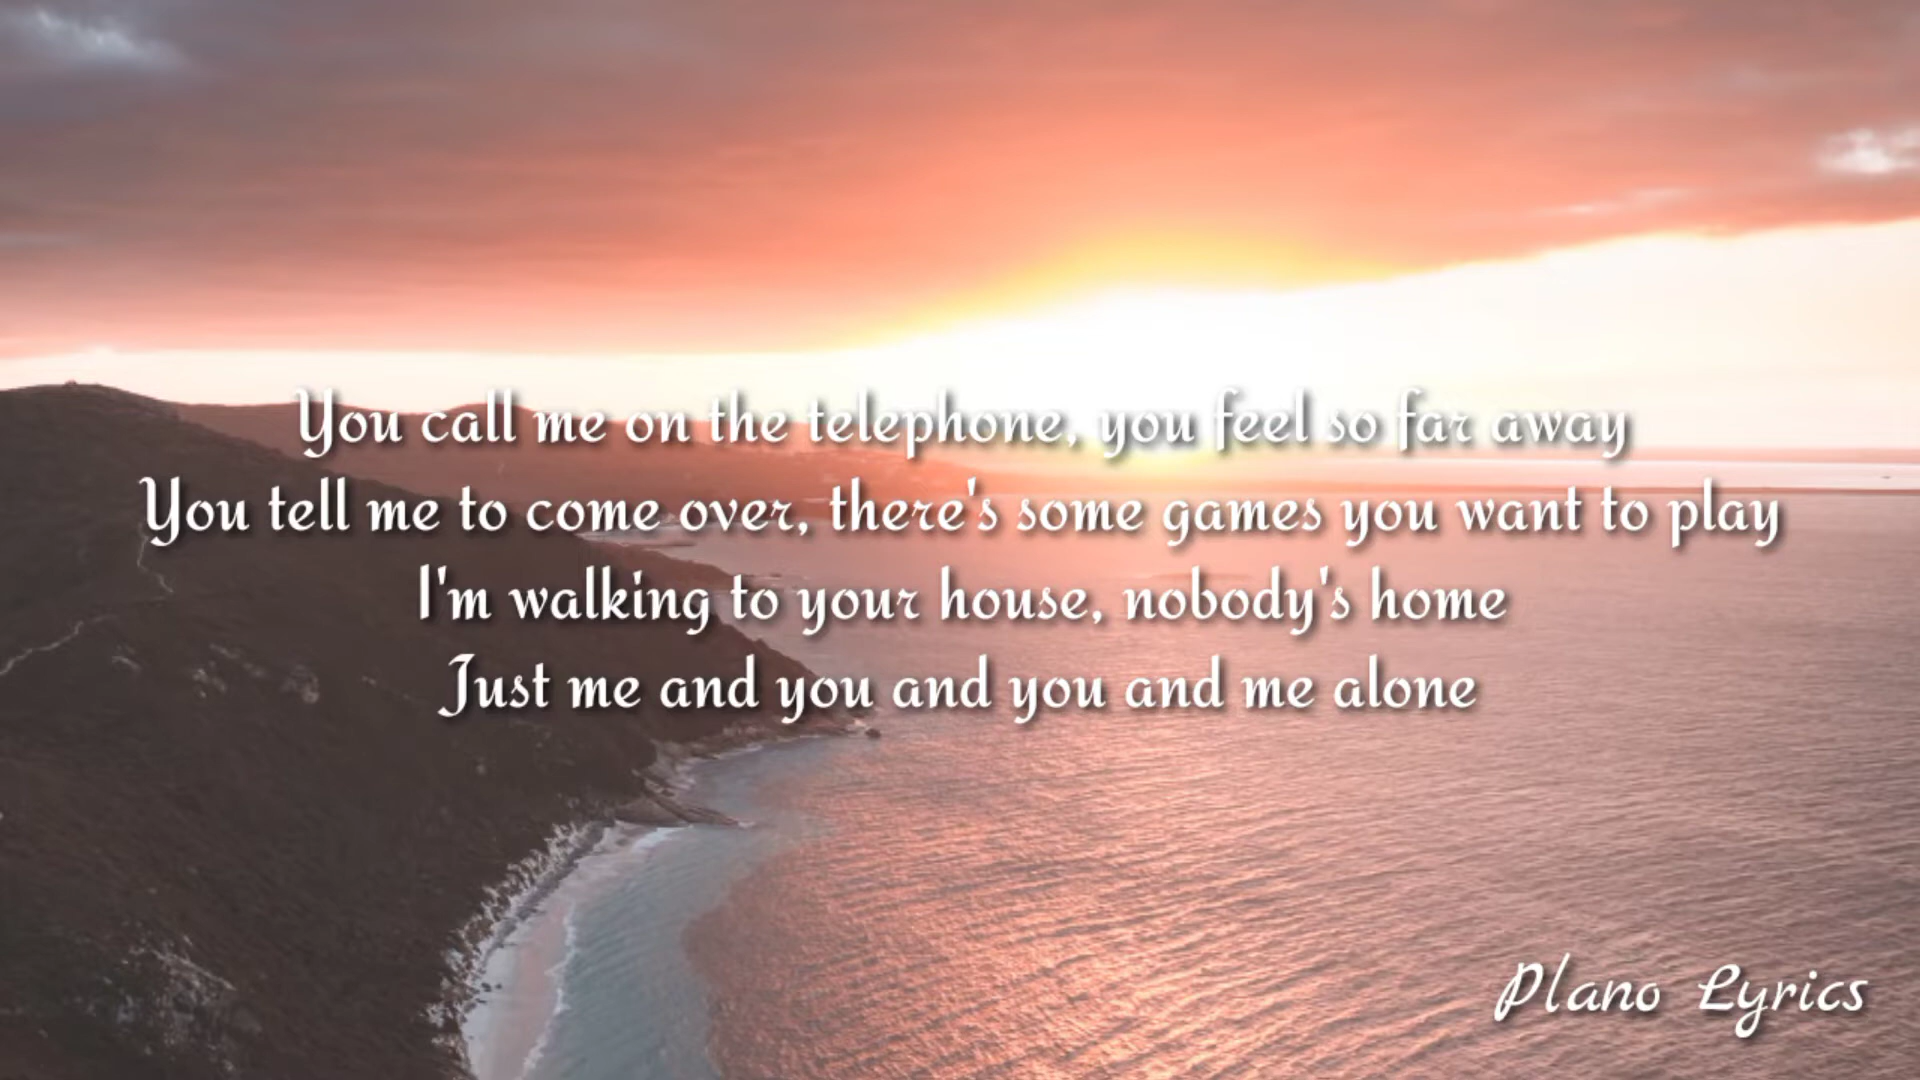 You call me on the telephone, you feel so far away
You tell me to come over, there's some games you want to play
I'm walking to your house, nobody's home
Just me and you and you and me alone
Plano Lyrics